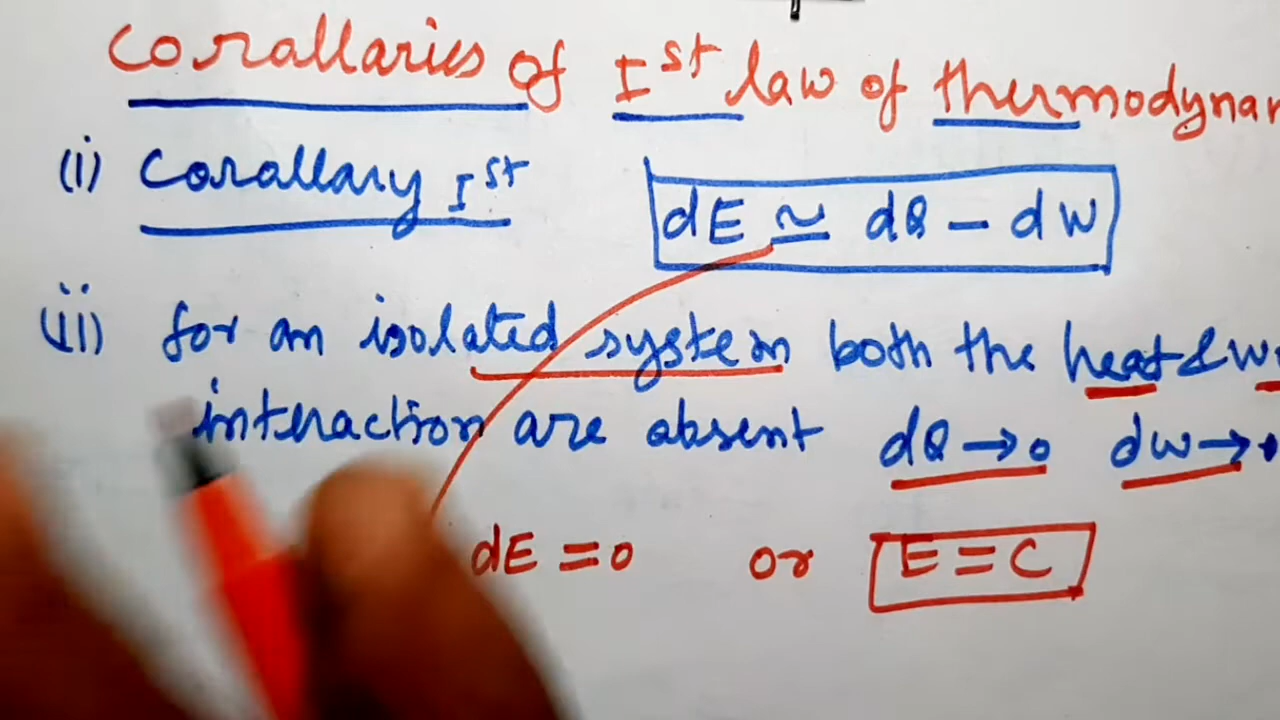 Corallaries of Ist law of thermodynam
(i) Corallary Ist dE ≃ dQ - dW
(ii) for an isolated system both the heat & w
interaction are absent dQ→0 dW→
dE = 0 or E = C